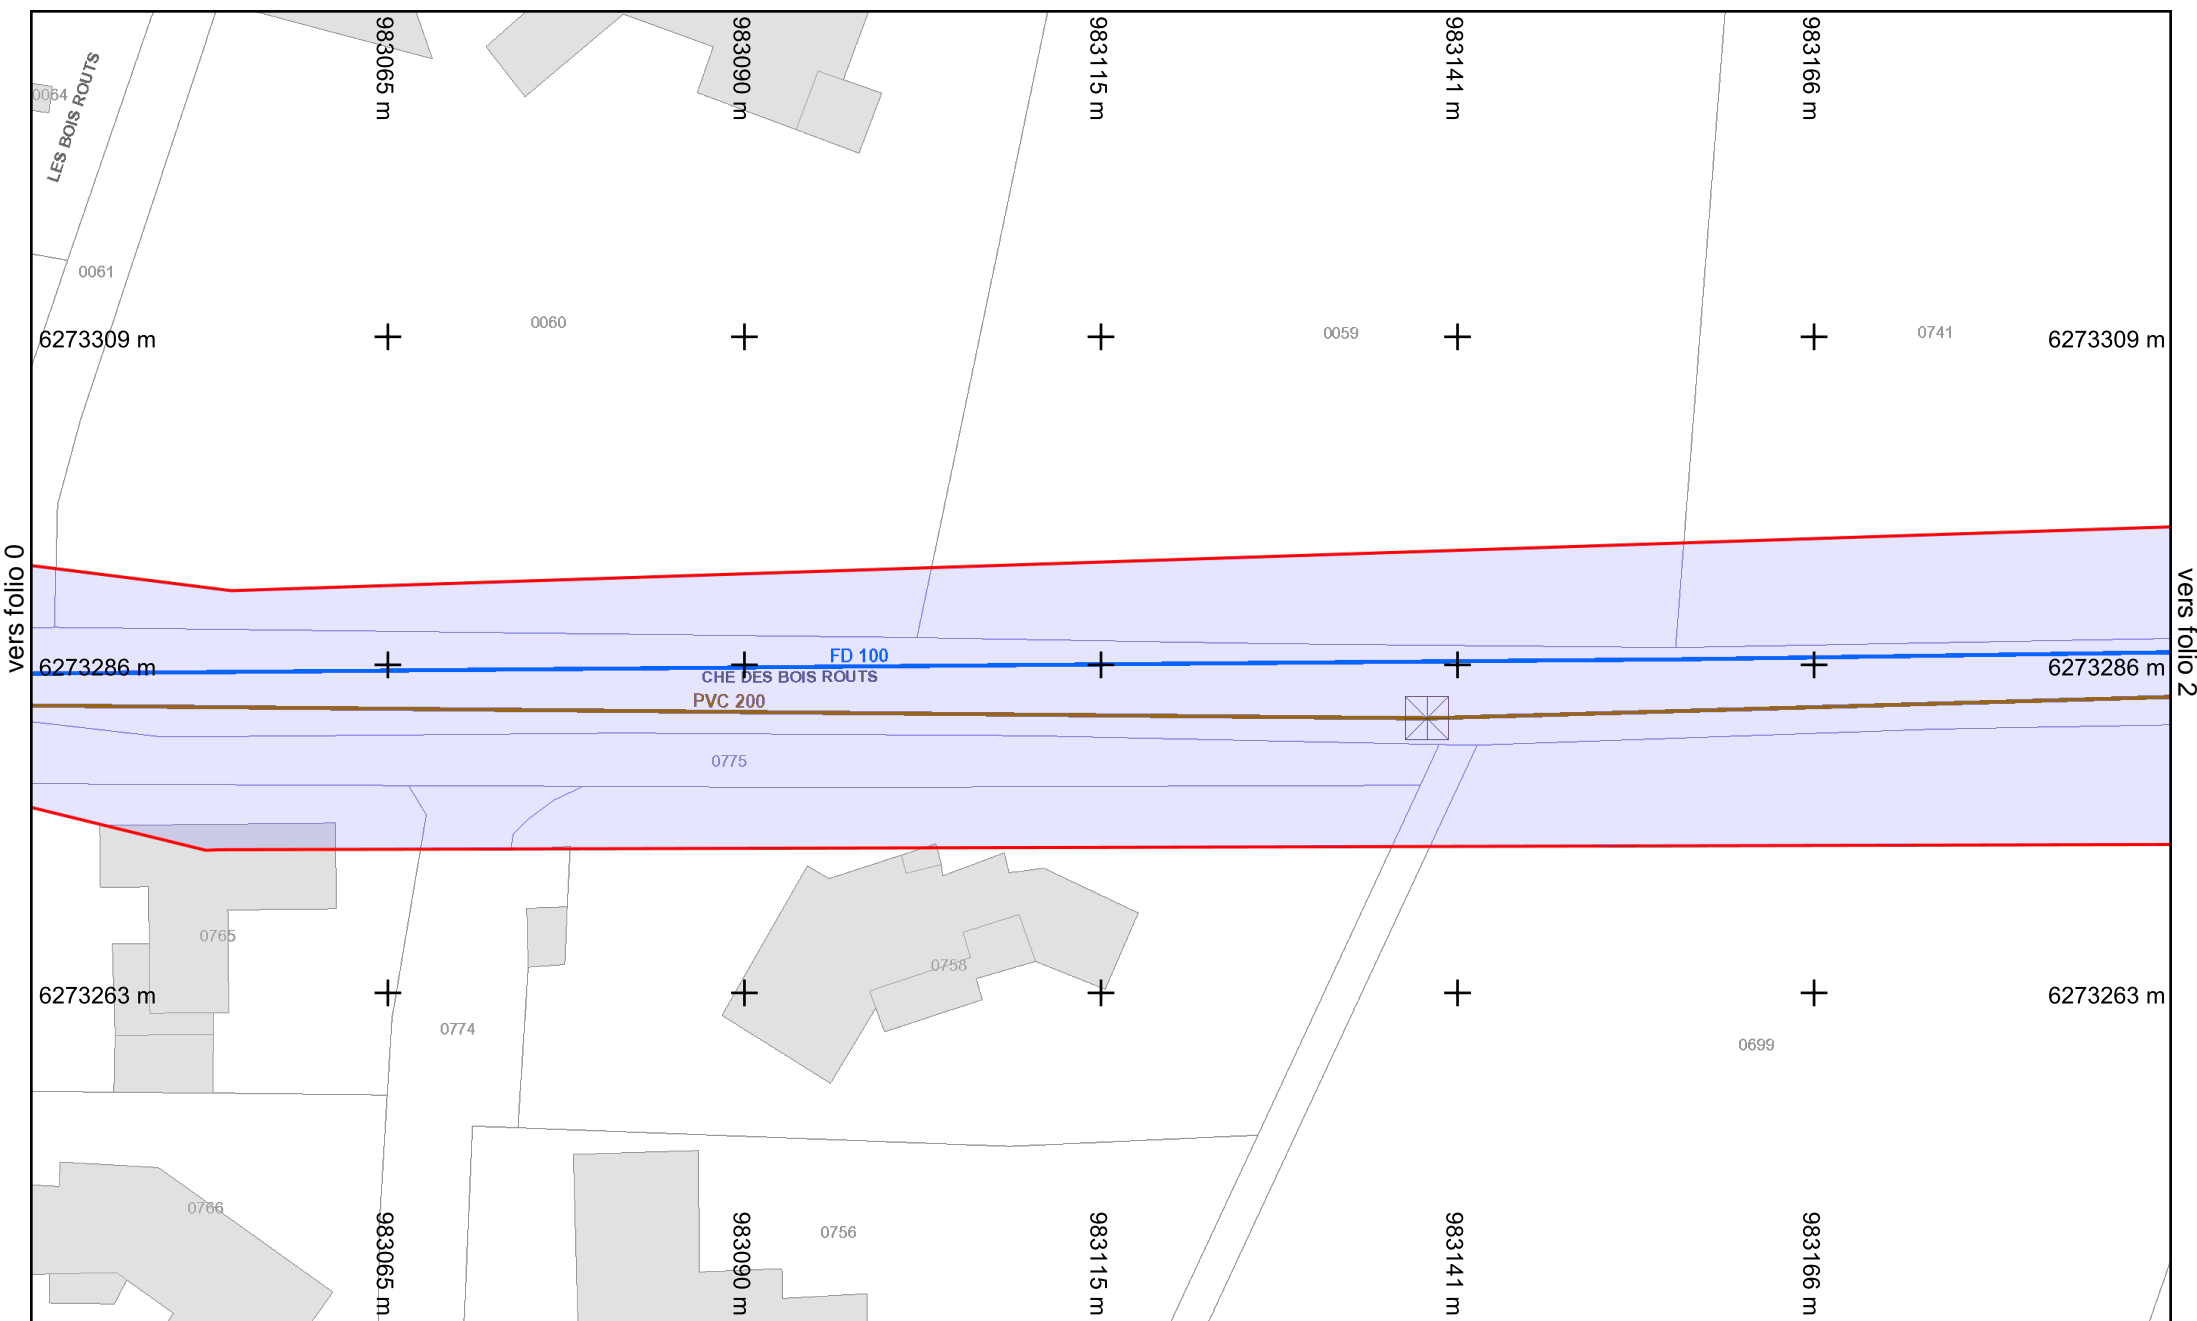 983065 m
983090 m
983115 m
983141 m
983166 m
LES BOIS ROUTS
0064
0061
0060
0059
0741
6273309 m
6273309 m
vers folio 0
vers folio 2
FD 100
6273286 m
6273286 m
CHE DES BOIS ROUTS
PVC 200
0775
0765
0758
6273263 m
6273263 m
0774
0699
0766
0756
983065 m
983090 m
983115 m
983141 m
983166 m